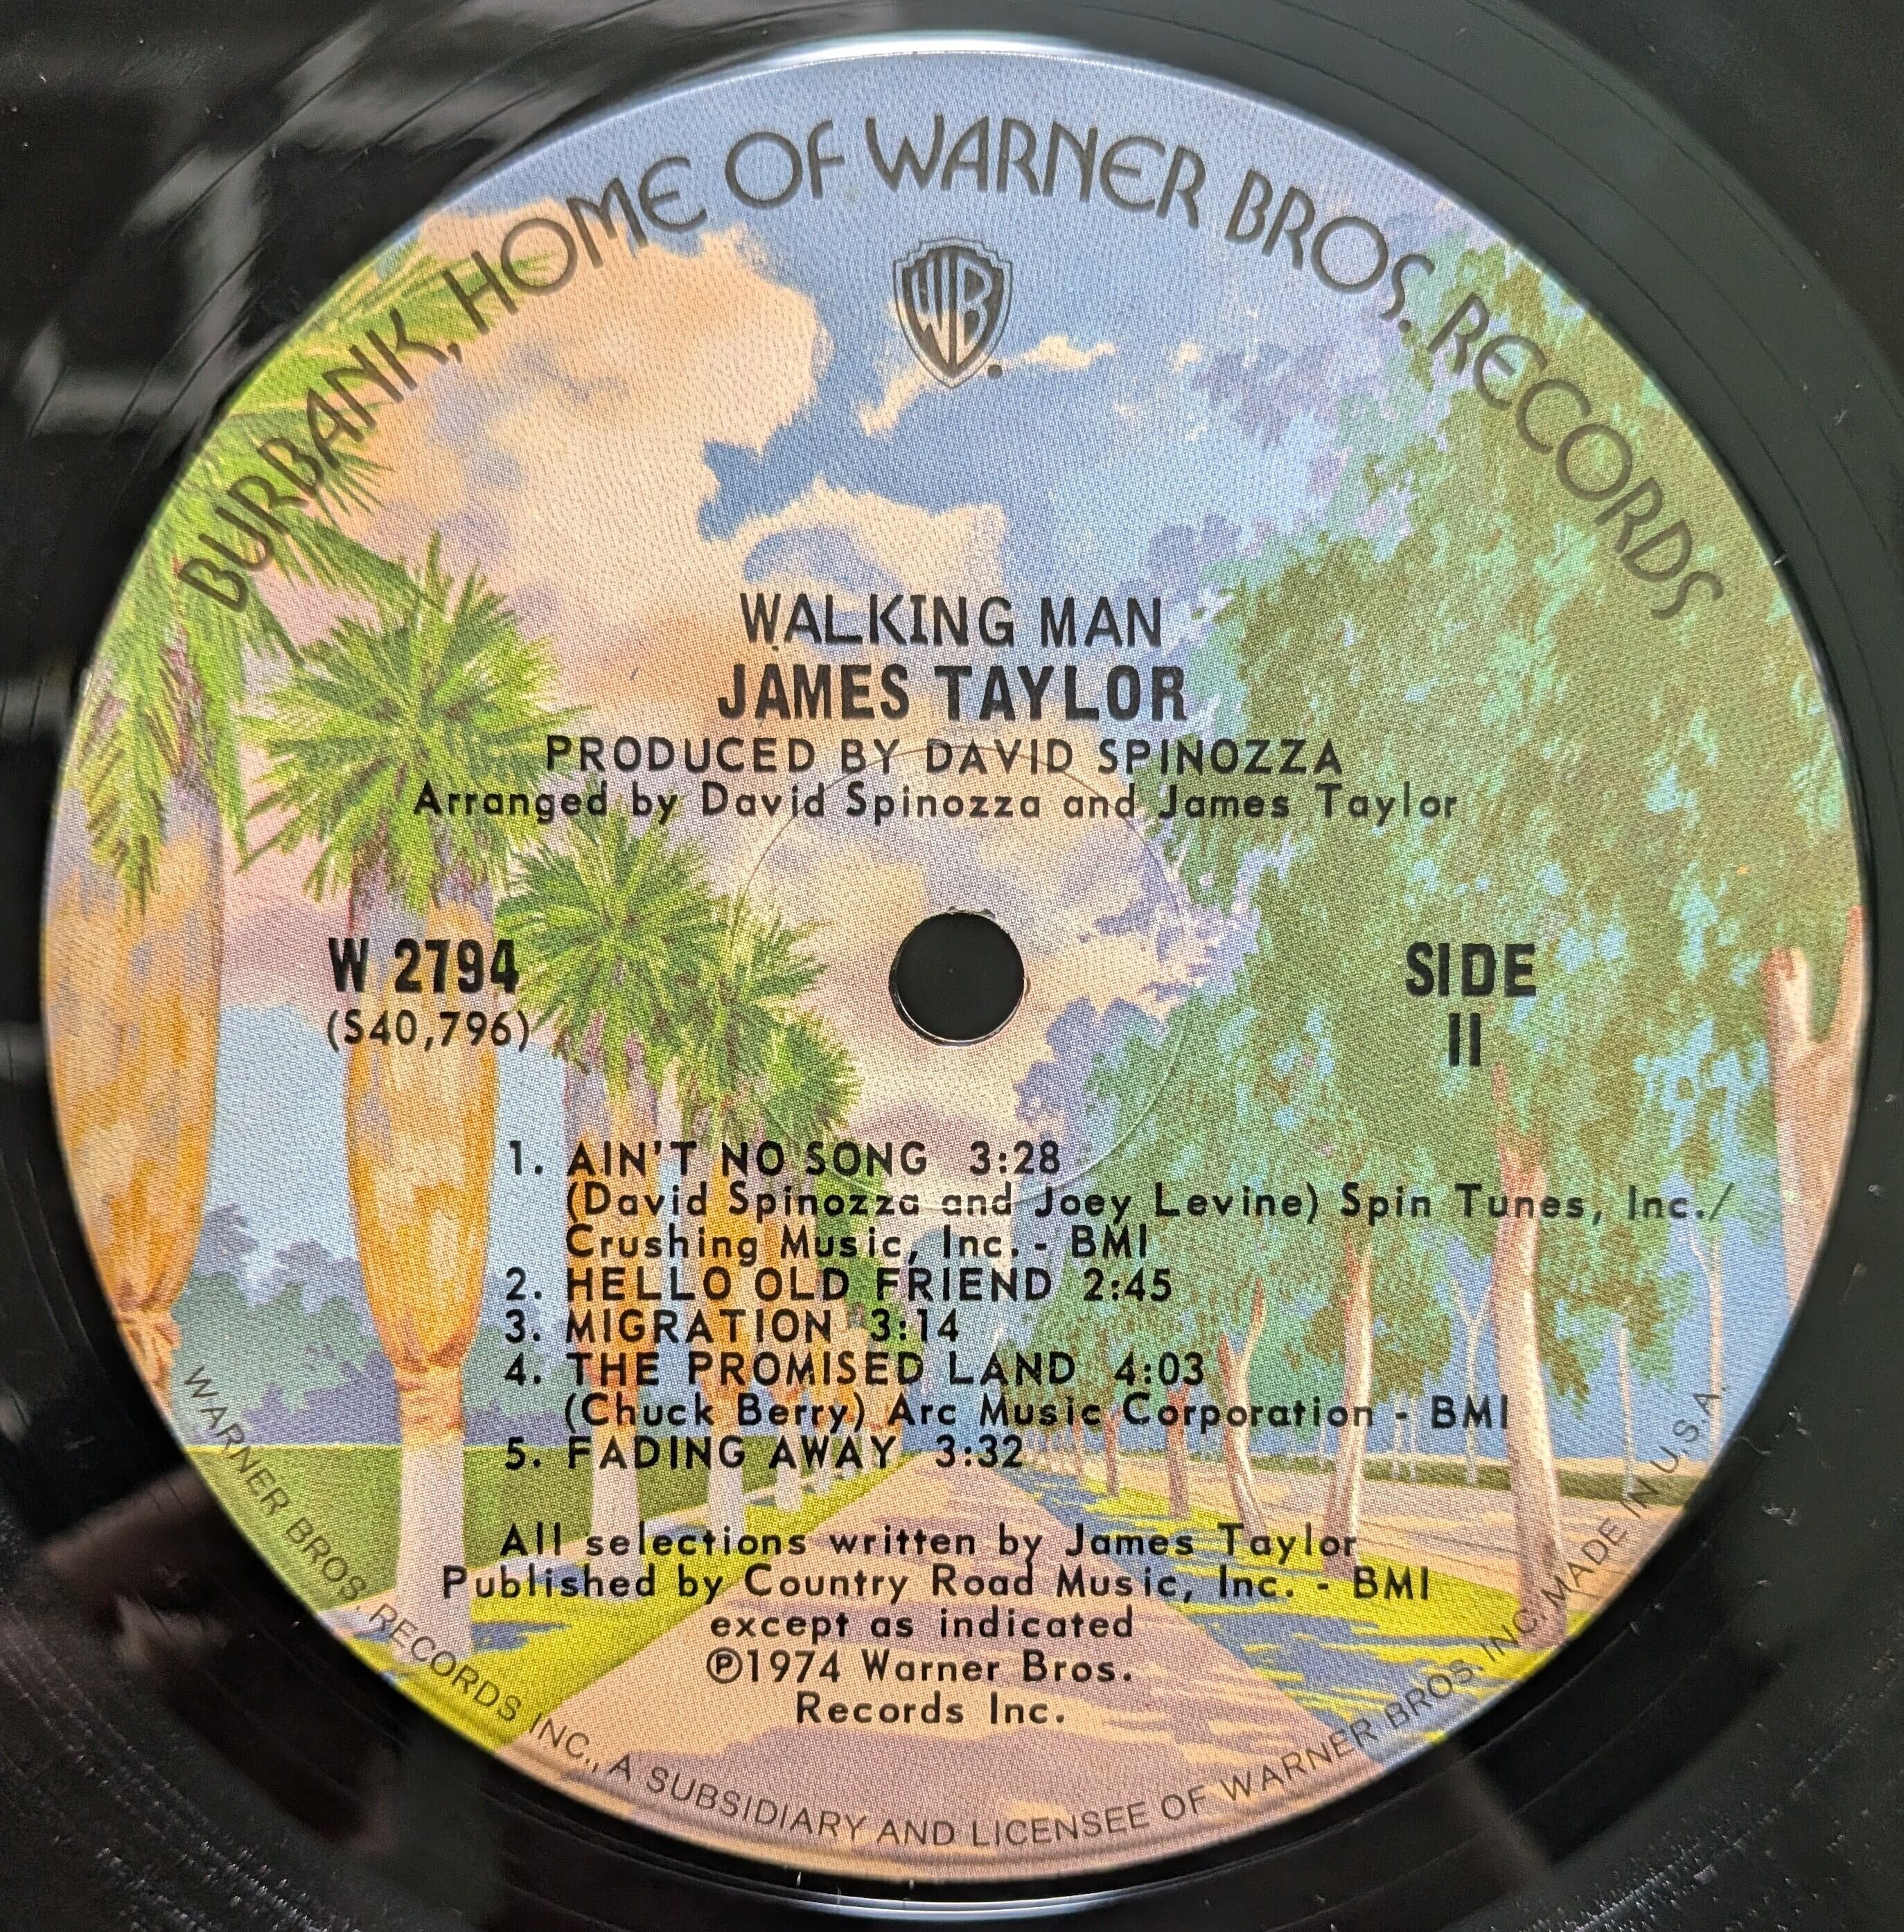 BURBANK, HOME OF WARNER BROS. RECORDS
WB
WALKING MAN
JAMES TAYLOR
PRODUCED BY DAVID SPINOZZA
Arranged by David Spinozza and James Taylor
W 2794
(S40,796)
SIDE
II
1. AIN'T NO SONG 3:28
(David Spinozza and Joey Levine) Spin Tunes, Inc./
Crushing Music, Inc. - BMI
2. HELLO OLD FRIEND 2:45
3. MIGRATION 3:14
4. THE PROMISED LAND 4:03
(Chuck Berry) Arc Music Corporation - BMI
5. FADING AWAY 3:32
All selections written by James Taylor
Published by Country Road Music, Inc. - BMI
except as indicated
℗1974 Warner Bros.
Records Inc.
WARNER BROS. RECORDS INC., A SUBSIDIARY AND LICENSEE OF WARNER BROS. INC. MADE IN U.S.A.